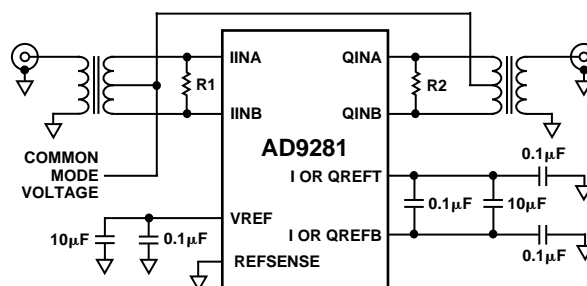 IINA
QINA
R1
R2
IINB
QINB
AD9281
COMMON
MODE
VOLTAGE
0.1µF
I OR QREFT
0.1µF
10µF
VREF
10µF
0.1µF
I OR QREFB
REFSENSE
0.1µF